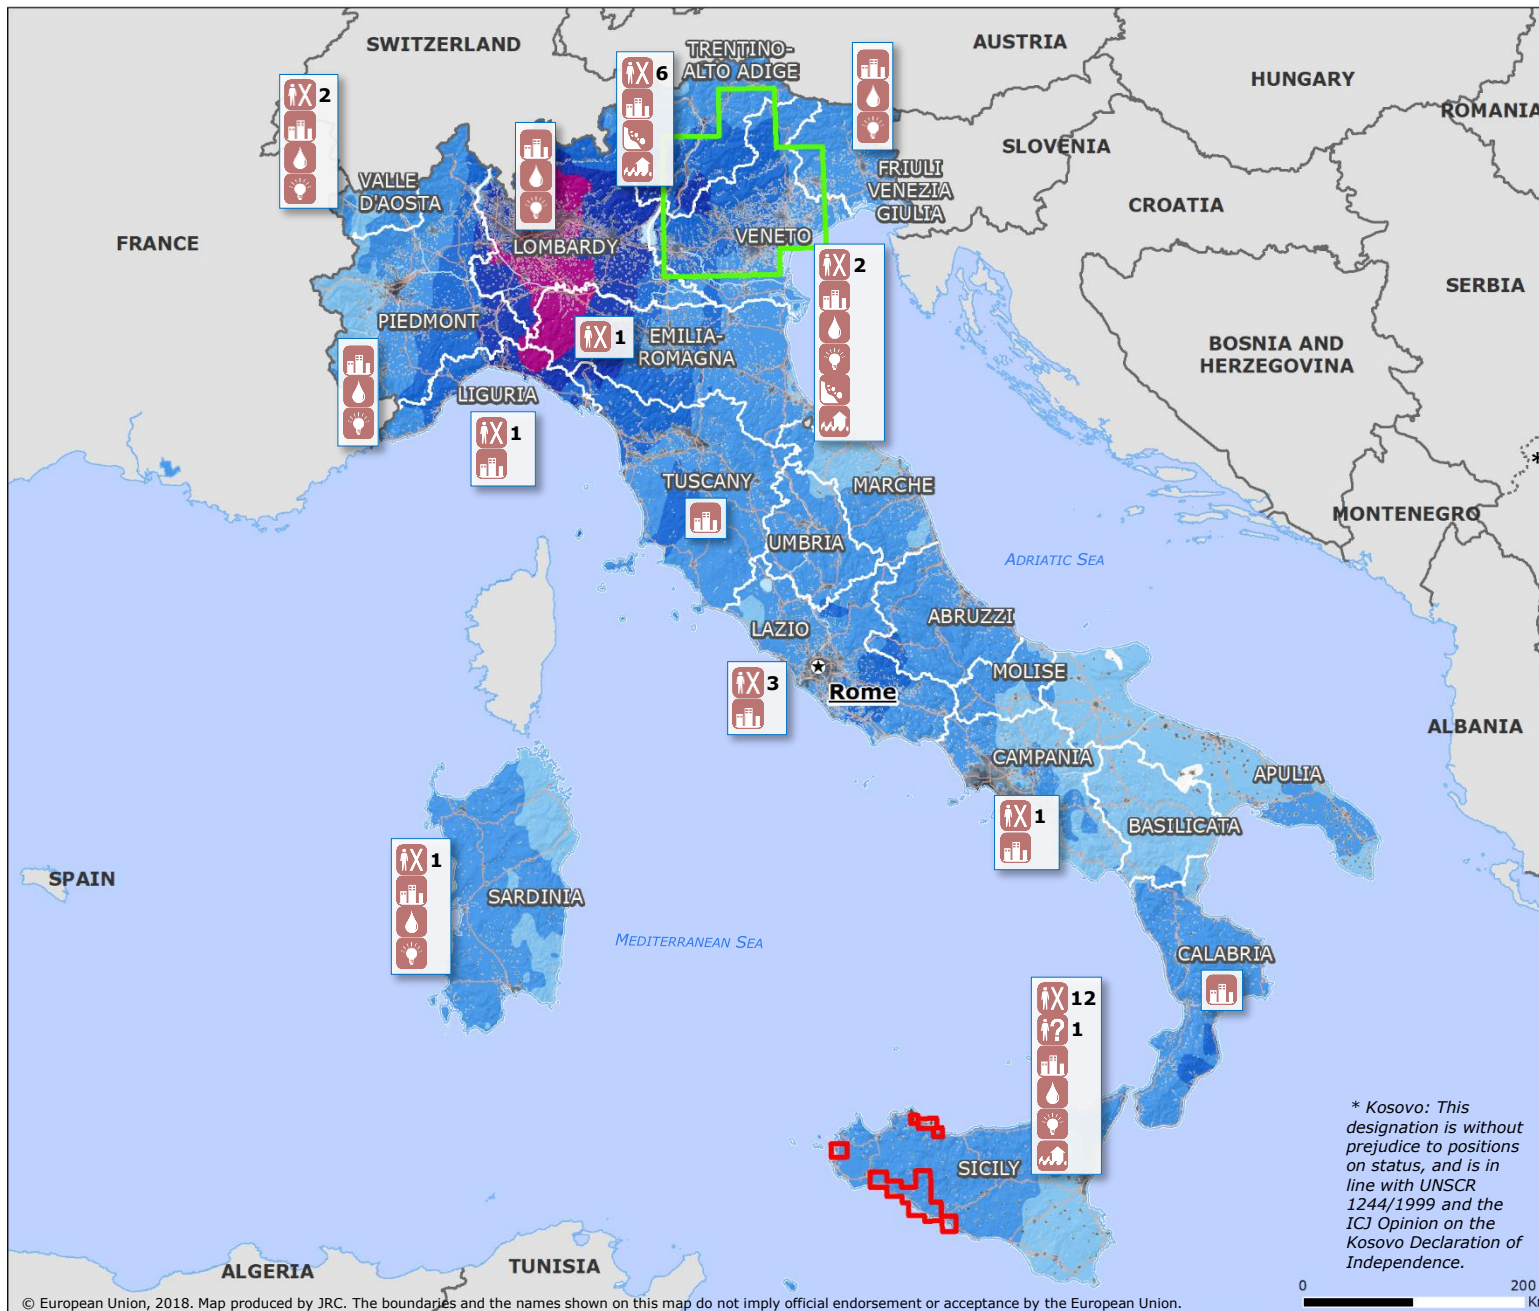 SWITZERLAND
AUSTRIA
HUNGARY
ROMANIA
TRENTINO-
ALTO ADIGE
6
2
SLOVENIA
VALLE
D'AOSTA
FRIULI
VENEZIA
GIULIA
CROATIA
FRANCE
LOMBARDY
VENETO
2
SERBIA
PIEDMONT
1
EMILIA-
ROMAGNA
BOSNIA AND
HERZEGOVINA
LIGURIA
1
TUSCANY
MARCHE
*
MONTENEGRO
UMBRIA
ADRIATIC SEA
LAZIO
ABRUZZI
MOLISE
3
Rome
ALBANIA
CAMPANIA
APULIA
1
BASILICATA
1
SPAIN
SARDINIA
MEDITERRANEAN SEA
CALABRIA
12
1
SICILY
* Kosovo: This
designation is without
prejudice to positions
on status, and is in
line with UNSCR
1244/1999 and the
ICJ Opinion on the
Kosovo Declaration of
Independence.
ALGERIA
TUNISIA
0
200
© European Union, 2018. Map produced by JRC. The boundaries and the names shown on this map do not imply official endorsement or acceptance by the European Union.